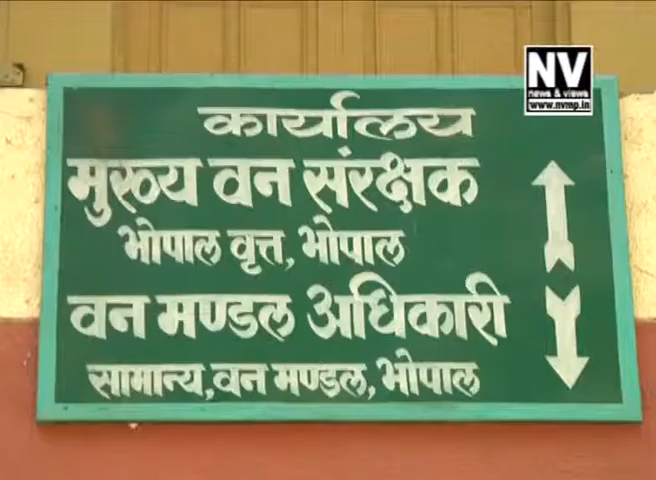 NV
news & views
www.nvmp.in
कार्यालय
मुख्य वन संरक्षक
भोपाल वृत्त, भोपाल
वन मण्डल अधिकारी
सामान्य, वन मण्डल, भोपाल